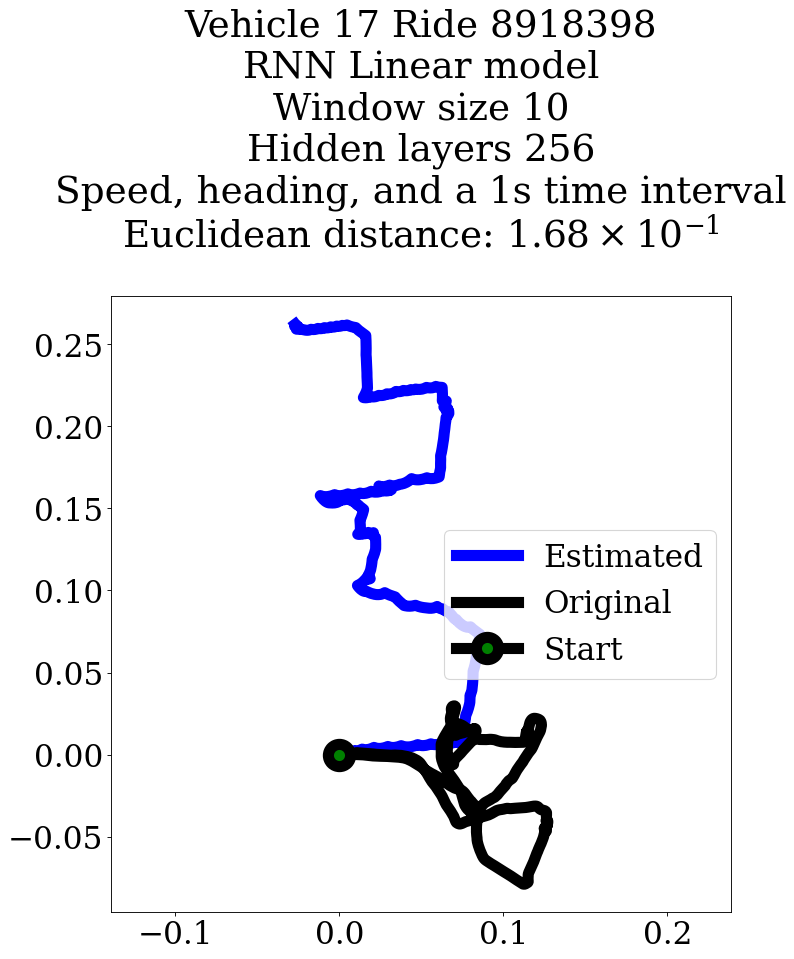 Vehicle 17 Ride 8918398
RNN Linear model
Window size 10
Hidden layers 256
Speed, heading, and a 1s time interval
Euclidean distance: 1.68 × 10⁻¹
0.25
0.20
0.15
0.10
0.05
0.00
−0.05
Estimated
Original
Start
−0.1
0.0
0.1
0.2